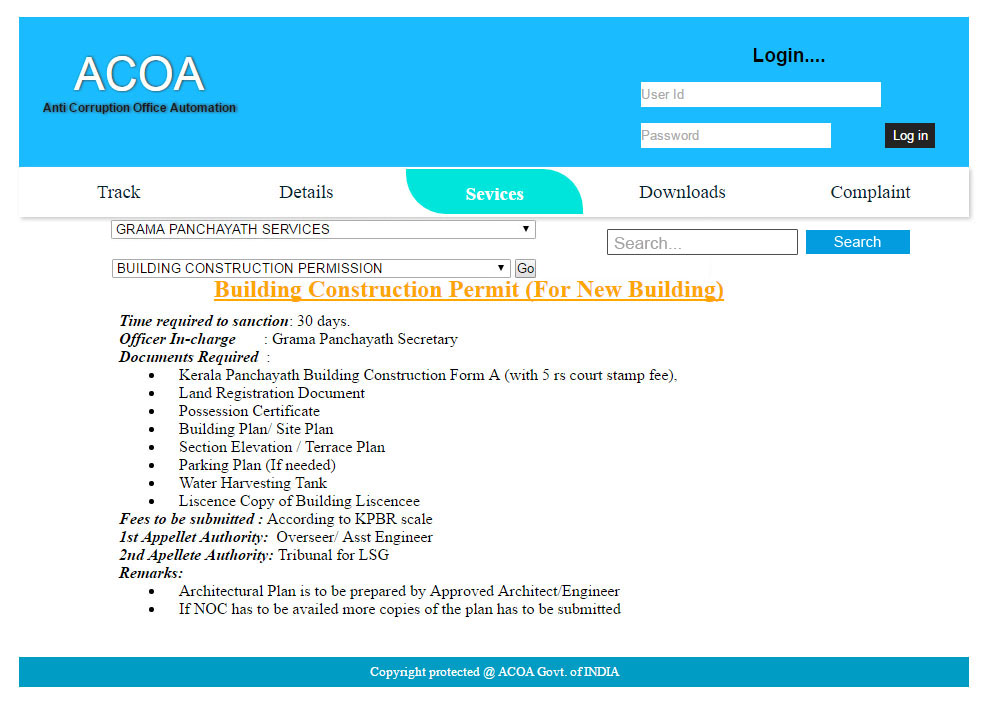 ACOA
Anti Corruption Office Automation
Login....
User Id
Password
Log in
Track
Details
Sevices
Downloads
Complaint
GRAMA PANCHAYATH SERVICES
Search...
Search
BUILDING CONSTRUCTION PERMISSION
Go
Building Construction Permit (For New Building)
Time required to sanction: 30 days.
Officer In-charge : Grama Panchayath Secretary
Documents Required :
• Kerala Panchayath Building Construction Form A (with 5 rs court stamp fee),
• Land Registration Document
• Possession Certificate
• Building Plan/ Site Plan
• Section Elevation / Terrace Plan
• Parking Plan (If needed)
• Water Harvesting Tank
• Liscence Copy of Building Liscencee
Fees to be submitted : According to KPBR scale
1st Appellet Authority: Overseer/ Asst Engineer
2nd Apellete Authority: Tribunal for LSG
Remarks:
• Architectural Plan is to be prepared by Approved Architect/Engineer
• If NOC has to be availed more copies of the plan has to be submitted
Copyright protected @ ACOA Govt. of INDIA